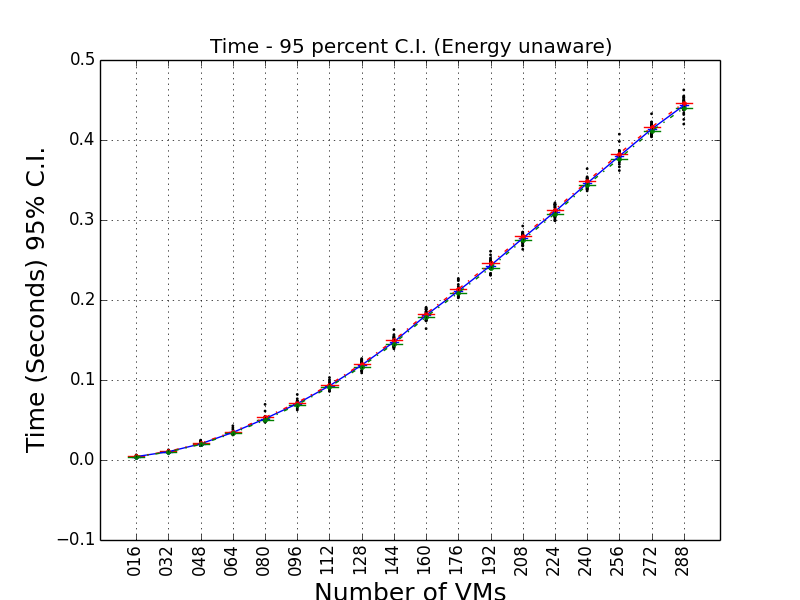 Time - 95 percent C.I. (Energy unaware)
Time (Seconds) 95% C.I.
0.5
0.4
0.3
0.2
0.1
0.0
−0.1
016 032 048 064 080 096 112 128 144 160 176 192 208 224 240 256 272 288
Number of VMs